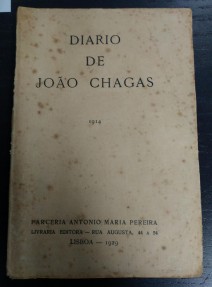 DIARIO
DE
JOÃO CHAGAS
1914
PARCERIA ANTONIO MARIA PEREIRA
LIVRARIA EDITORA — RUA AUGUSTA, 44 a 54
LISBOA — 1929